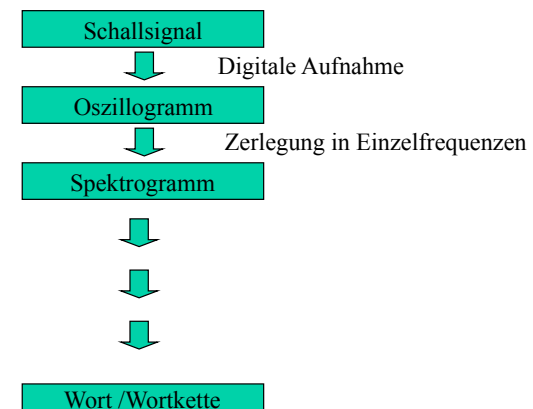 Schallsignal
Digitale Aufnahme
Oszillogramm
Zerlegung in Einzelfrequenzen
Spektrogramm
Wort /Wortkette